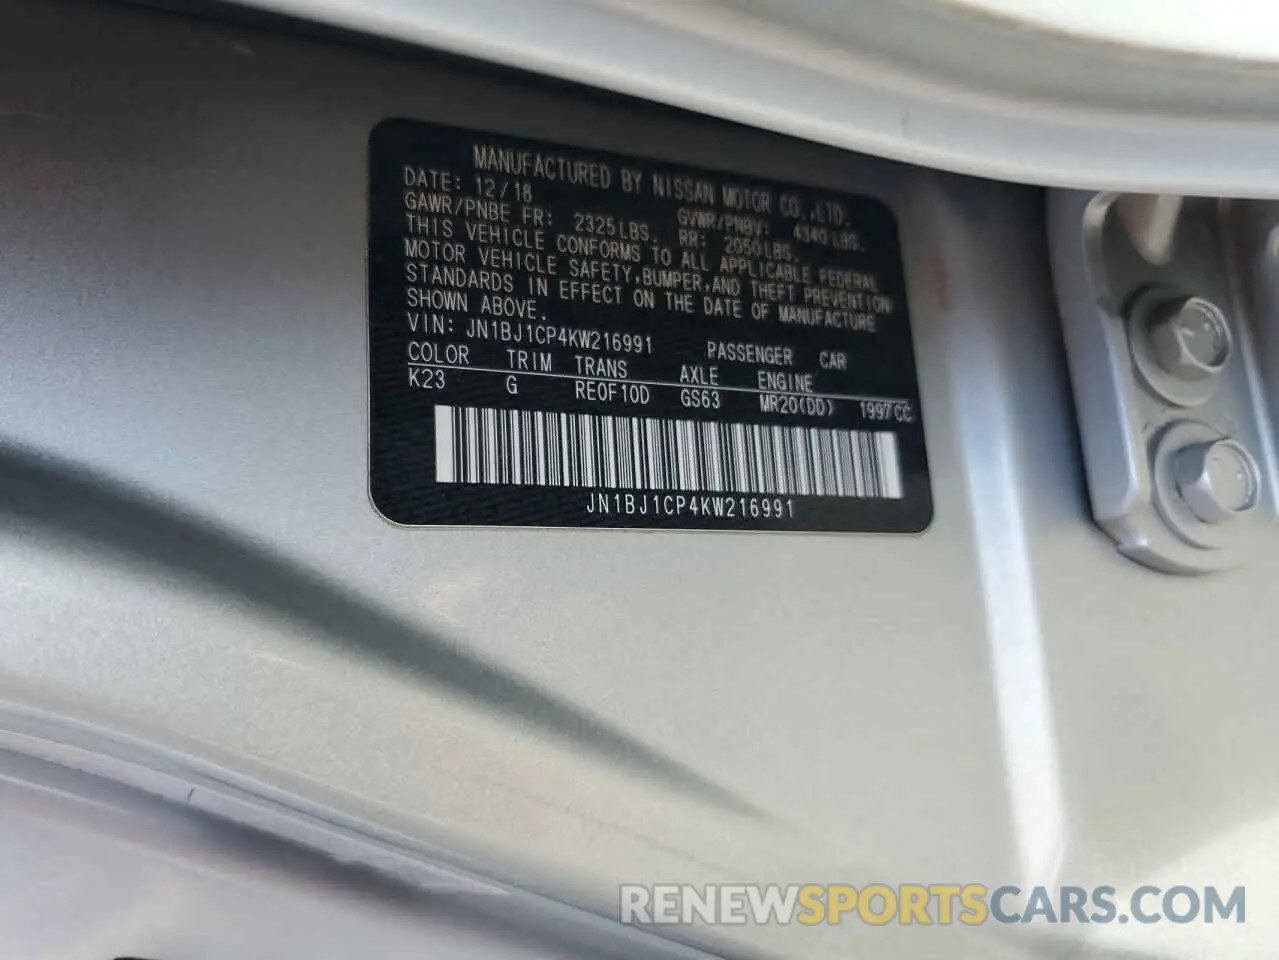 MANUFACTURED BY NISSAN MOTOR CO.,LTD.
DATE: 12/18 GVWR/PNBV: 4340 LBS.
GAWR/PNBE FR: 2325LBS. RR: 2050LBS.
THIS VEHICLE CONFORMS TO ALL APPLICABLE FEDERAL
MOTOR VEHICLE SAFETY,BUMPER,AND THEFT PREVENTION
STANDARDS IN EFFECT ON THE DATE OF MANUFACTURE
SHOWN ABOVE.
VIN: JN1BJ1CP4KW216991 PASSENGER CAR
COLOR TRIM TRANS AXLE ENGINE
K23 G RE0F10D GS63 MR20(DD) 1997CC
JN1BJ1CP4KW216991
RENEWSPORTSCARS.COM